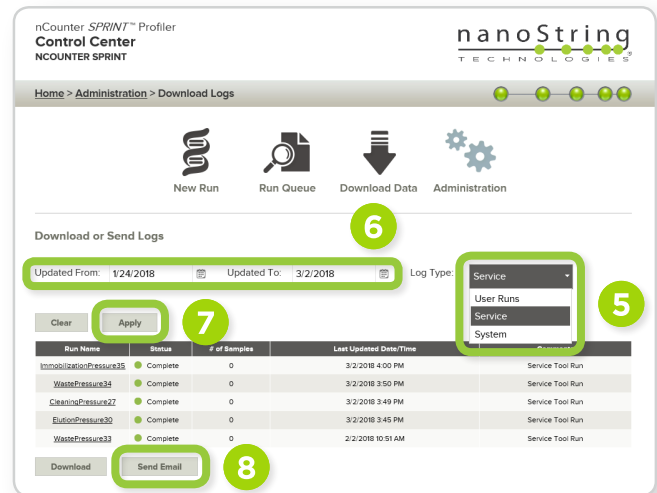 nCounter SPRINT™ Profiler
Control Center
NCOUNTER SPRINT
nanoString
TECHNOLOGIES®
Home > Administration > Download Logs
New Run Run Queue Download Data Administration
6
Download or Send Logs
Updated From: 1/24/2018 Updated To: 3/2/2018 Log Type: Service
User Runs
Service
System
5
Clear Apply 7
Run Name Status # of Samples Last Updated Date/Time
ImmobilizationPressure35 Complete 0 3/2/2018 4:00 PM Service Tool Run
WastePressure34 Complete 0 3/2/2018 3:50 PM Service Tool Run
CleaningPressure27 Complete 0 3/2/2018 3:49 PM Service Tool Run
ElutionPressure30 Complete 0 3/2/2018 3:45 PM Service Tool Run
WastePressure33 Complete 0 2/2/2018 10:51 AM Service Tool Run
Download Send Email 8